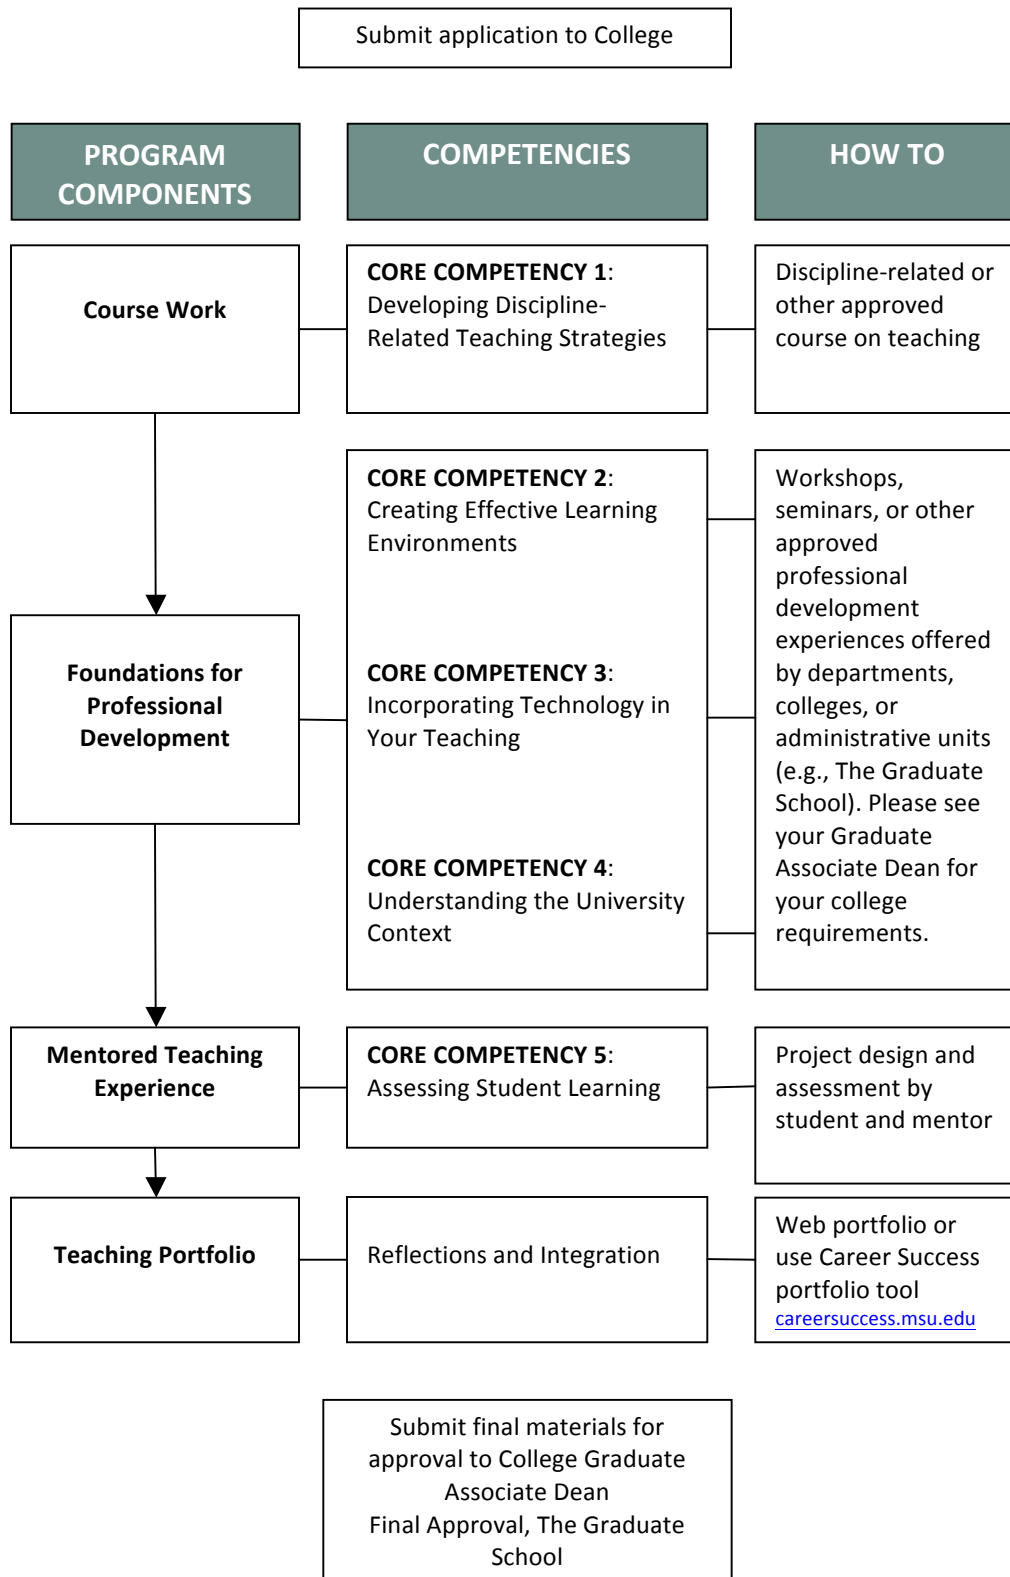 Submit application to College
PROGRAM
COMPONENTS
COMPETENCIES
HOW TO
Course Work
CORE COMPETENCY 1:
Developing Discipline-
Related Teaching Strategies
Discipline-related or
other approved
course on teaching
Foundations for
Professional
Development
CORE COMPETENCY 2:
Creating Effective Learning
Environments
CORE COMPETENCY 3:
Incorporating Technology in
Your Teaching
CORE COMPETENCY 4:
Understanding the University
Context
Workshops,
seminars, or other
approved
professional
development
experiences offered
by departments,
colleges, or
administrative units
(e.g., The Graduate
School). Please see
your Graduate
Associate Dean for
your college
requirements.
Mentored Teaching
Experience
CORE COMPETENCY 5:
Assessing Student Learning
Project design and
assessment by
student and mentor
Teaching Portfolio
Reflections and Integration
Web portfolio or
use Career Success
portfolio tool
careersuccess.msu.edu
Submit final materials for
approval to College Graduate
Associate Dean
Final Approval, The Graduate
School